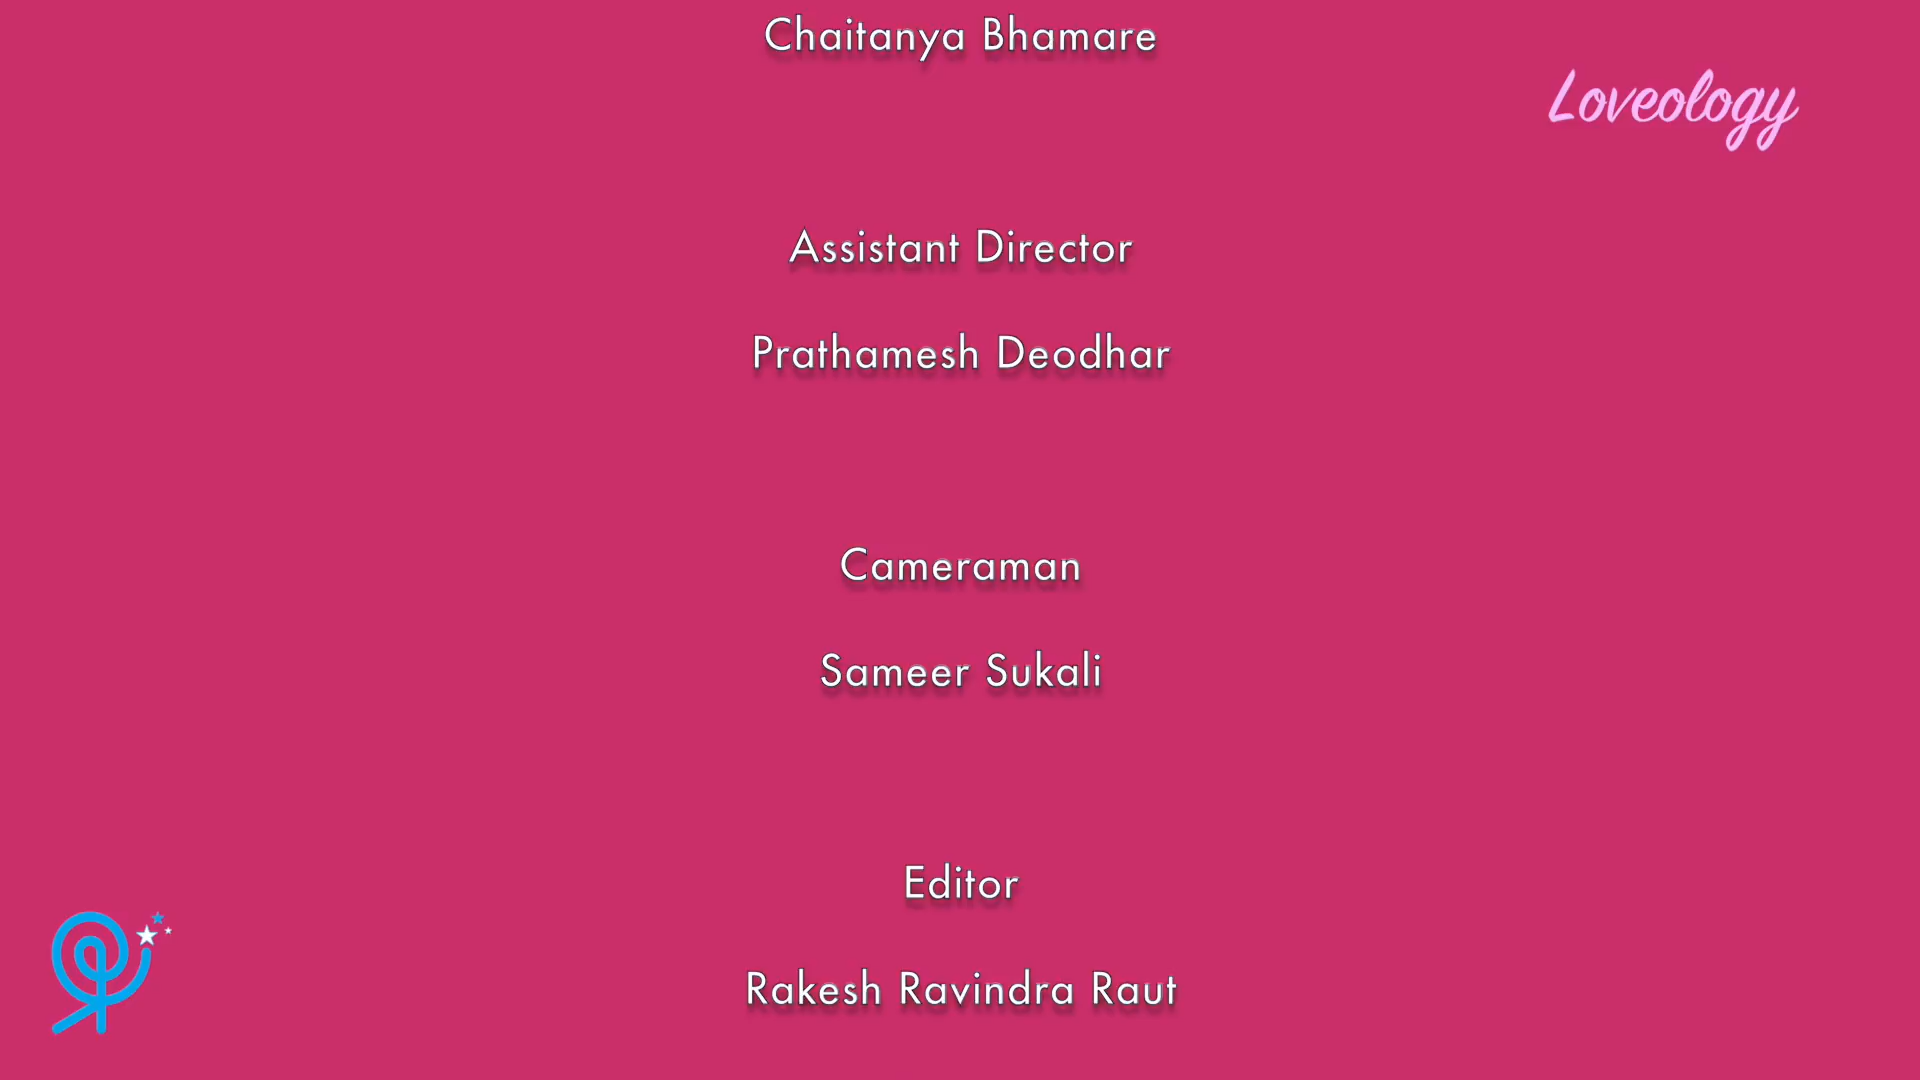 Chaitanya Bhamare
Loveology
Assistant Director
Prathamesh Deodhar
Cameraman
Sameer Sukali
Editor
Rakesh Ravindra Raut